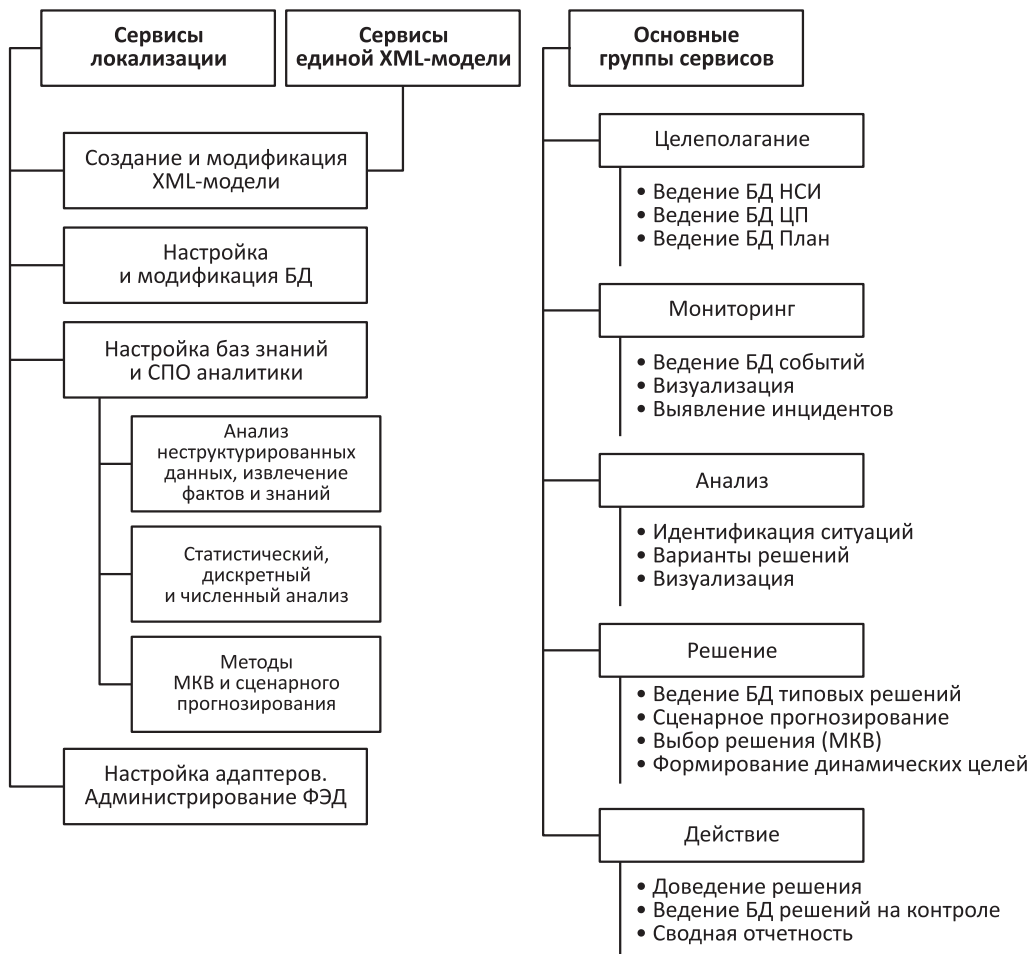 Сервисы
локализации
Сервисы
единой XML-модели
Создание и модификация
XML-модели
Настройка
и модификация БД
Настройка баз знаний
и СПО аналитики
Анализ
неструктурированных
данных, извлечение
фактов и знаний
Статистический,
дискретный
и численный анализ
Методы
МКВ и сценарного
прогнозирования
Настройка адаптеров.
Администрирование ФЭД
Основные
группы сервисов
Целеполагание
• Ведение БД НСИ
• Ведение БД ЦП
• Ведение БД План
Мониторинг
• Ведение БД событий
• Визуализация
• Выявление инцидентов
Анализ
• Идентификация ситуаций
• Варианты решений
• Визуализация
Решение
• Ведение БД типовых решений
• Сценарное прогнозирование
• Выбор решения (МКВ)
• Формирование динамических целей
Действие
• Доведение решения
• Ведение БД решений на контроле
• Сводная отчетность